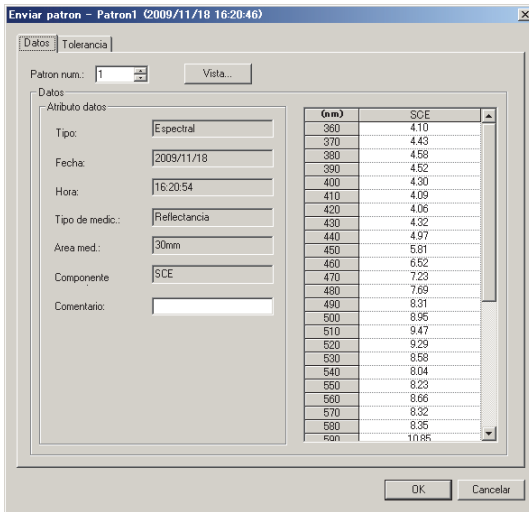 Enviar patron - Patron1 (2009/11/18 16:20:46)
Datos
Tolerancia
Patron num.: 1
Vista...
Datos
Atributo datos
Tipo: Espectral
Fecha: 2009/11/18
Hora: 16:20:54
Tipo de medic.: Reflectancia
Area med.: 30mm
Componente SCE
Comentario:
(nm) SCE
360 4.10
370 4.43
380 4.58
390 4.52
400 4.30
410 4.09
420 4.06
430 4.32
440 4.97
450 5.81
460 6.52
470 7.23
480 7.69
490 8.31
500 8.95
510 9.47
520 9.29
530 8.58
540 8.04
550 8.23
560 8.66
570 8.32
580 8.35
590 10.85
OK
Cancelar